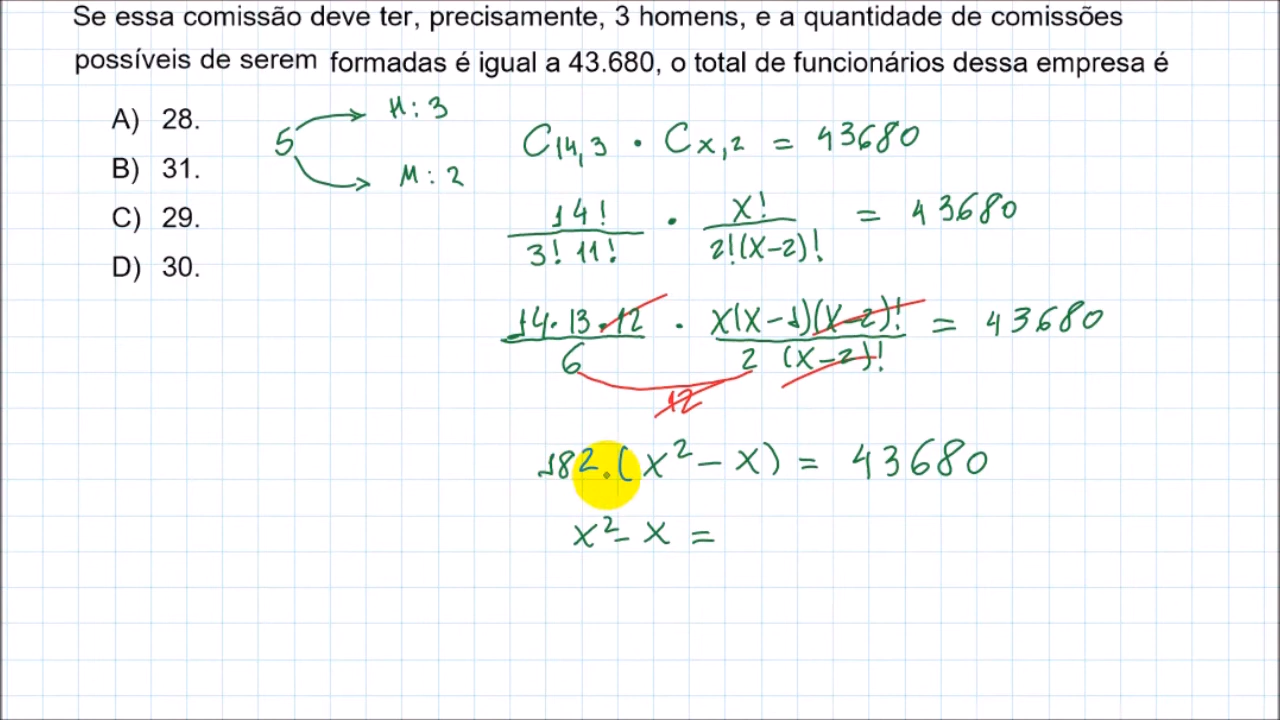 Se essa comissão deve ter, precisamente, 3 homens, e a quantidade de comissões
possíveis de serem formadas é igual a 43.680, o total de funcionários dessa empresa é
A) 28.
B) 31.
C) 29.
D) 30.
5
H : 3
M : 2
C14,3 · Cx,2 = 43680
14! / 3! 11! · x! / 2!(x-2)! = 43680
14·13·12 / 6 · x(x-1)(x-2)! / 2 (x-2)! = 43680
12
182.(x²-x) = 43680
x²-x =